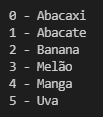 0 - Abacaxi
1 - Abacate
2 - Banana
3 - Melão
4 - Manga
5 - Uva